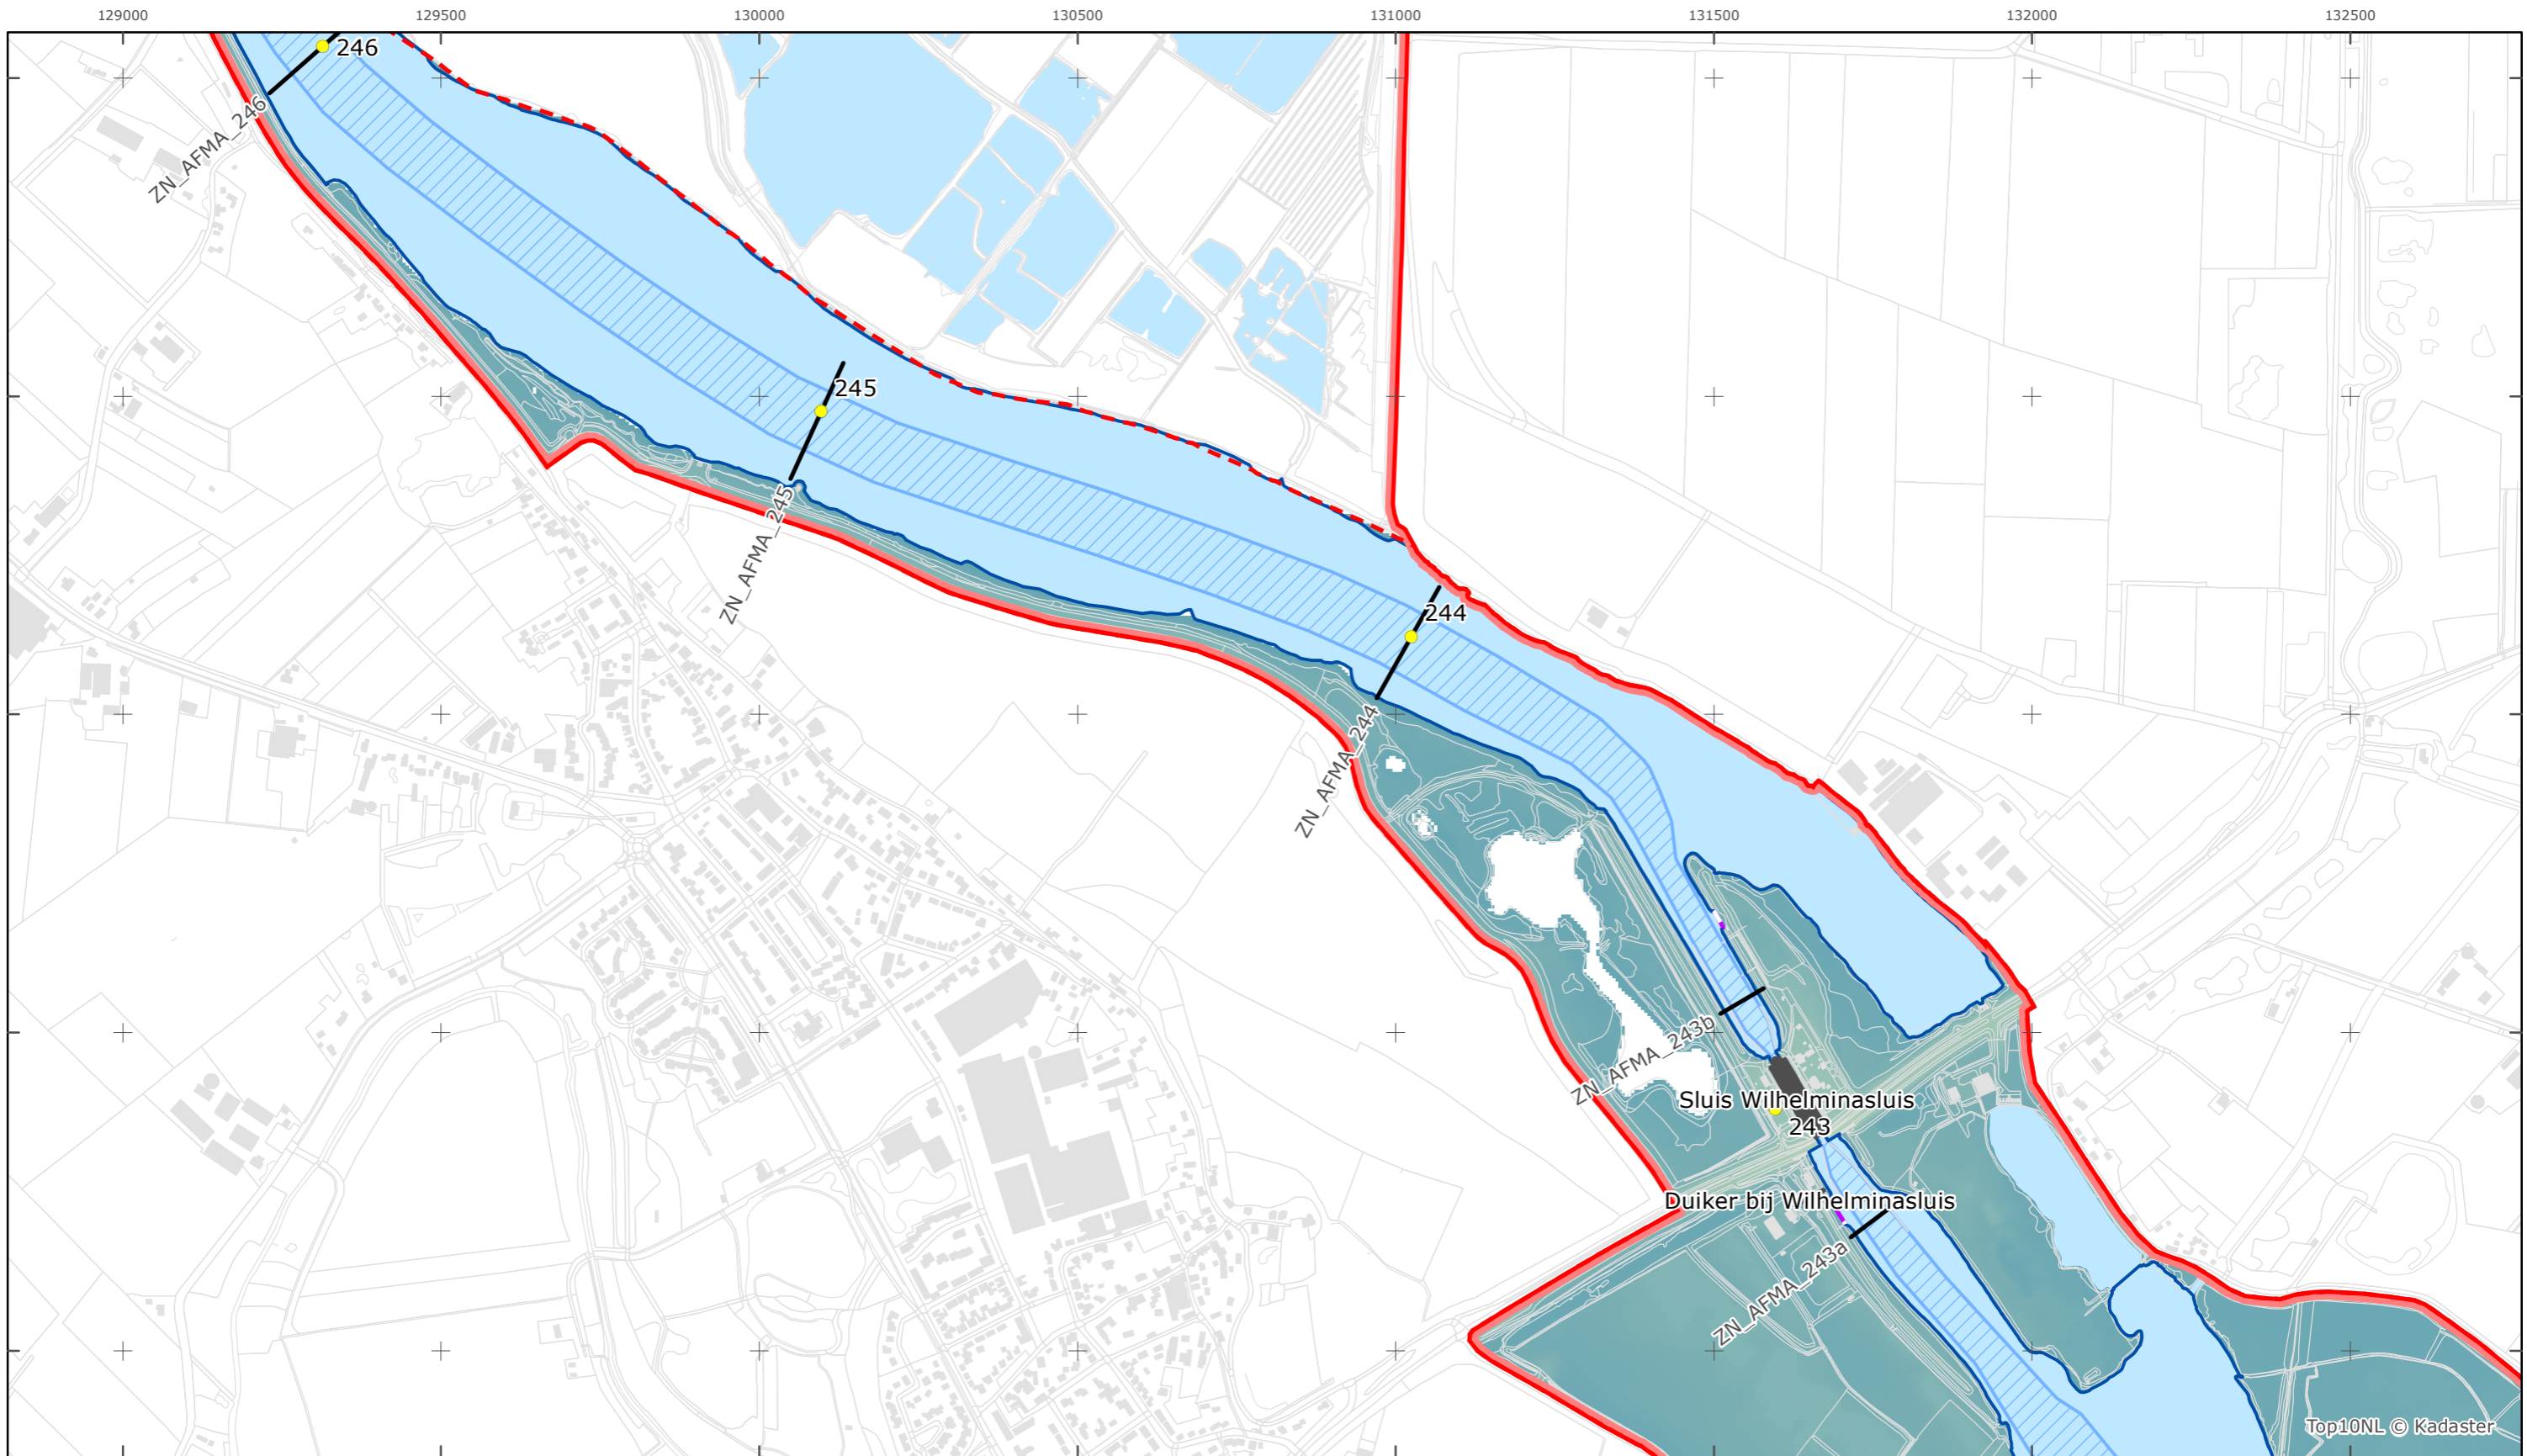 129000 129500 130000 130500 131000 131500 132000 132500
246
ZN_AFMA_246
245
ZN_AFMA_245
244
ZN_AFMA_244
ZN_AFMA_243b
Sluis Wilhelminasluis
243
Duiker bij Wilhelminasluis
ZN_AFMA_243a
Top10NL © Kadaster